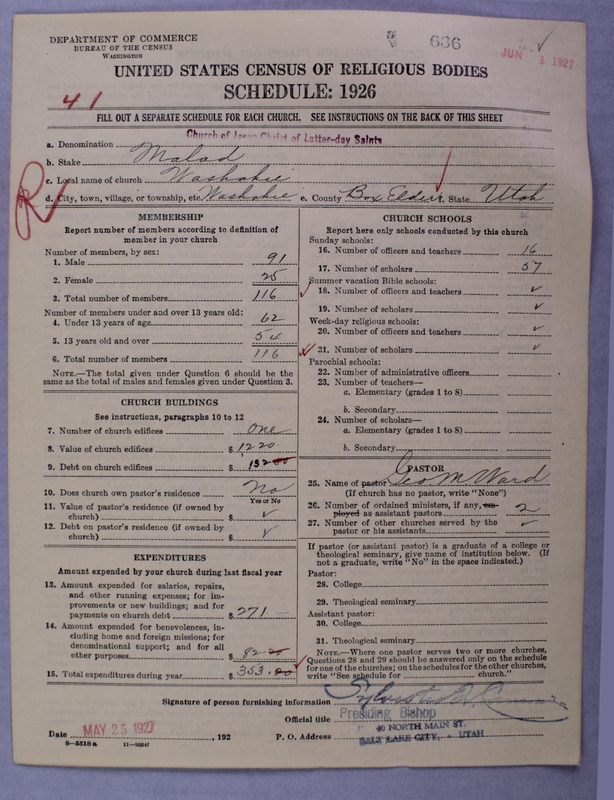 DEPARTMENT OF COMMERCE
BUREAU OF THE CENSUS
WASHINGTON
636
JUN 1 1927
UNITED STATES CENSUS OF RELIGIOUS BODIES
SCHEDULE: 1926
41
FILL OUT A SEPARATE SCHEDULE FOR EACH CHURCH. SEE INSTRUCTIONS ON THE BACK OF THIS SHEET
a. Denomination Church of Jesus Christ of Latter-day Saints
b. Stake Malad
c. Local name of church Washakie
d. City, town, village, or township, etc. Washakie e. County Box Elder f. State Utah
R
MEMBERSHIP
Report number of members according to definition of
member in your church
Number of members, by sex:
1. Male 91
2. Female 25
3. Total number of members 116
Number of members under and over 13 years old:
4. Under 13 years of age 62
5. 13 years old and over 54
6. Total number of members 116
NOTE.—The total given under Question 6 should be
same as the total of males and females given under Question 3.
CHURCH BUILDINGS
See instructions, paragraphs 10 to 12
7. Number of church edifices One
8. Value of church edifices $ 1220
9. Debt on church edifices $
10. Does church own pastor's residence No
Yes or No
11. Value of pastor's residence (if owned by
church) $ ✓
12. Debt on pastor's residence (if owned by
church) $ ✓
EXPENDITURES
Amount expended by your church during last fiscal year
13. Amount expended for salaries, repairs,
and other running expenses; for im-
provements or new buildings; and for
payments on church debt $ 271 —
14. Amount expended for benevolences, in-
cluding home and foreign missions; for
denominational support; and for all
other purposes $ 82
15. Total expenditures during year $ 353.00
CHURCH SCHOOLS
Report here only schools conducted by this church
Sunday schools:
16. Number of officers and teachers 16
17. Number of scholars 57
Summer vacation Bible schools:
18. Number of officers and teachers ✓
19. Number of scholars ✓
Week-day religious schools:
20. Number of officers and teachers ✓
21. Number of scholars ✓
Parochial schools:
22. Number of administrative officers
23. Number of teachers—
a. Elementary (grades 1 to 8)
b. Secondary
24. Number of scholars—
a. Elementary (grades 1 to 8)
b. Secondary
PASTOR
25. Name of pastor Geo M Ward
(If church has no pastor, write "None")
26. Number of ordained ministers, if any, em-
ployed as assistant pastors 2
27. Number of other churches served by the
pastor or his assistants ✓
If pastor (or assistant pastor) is a graduate of a college or
theological seminary, give name of institution below. (If
not a graduate, write "No" in the space indicated.)
Pastor:
28. College
29. Theological seminary
Assistant pastor:
30. College
31. Theological seminary
NOTE.—Where one pastor serves two or more churches,
Questions 28 and 29 should be answered only on the schedule
for one of the churches; on the schedules for the other churches,
write "See schedule for church."
Signature of person furnishing information
Official title Presiding Bishop
Date MAY 25 1927, 192 P. O. Address 40 NORTH MAIN ST.
SALT LAKE CITY, UTAH
8-5518 a